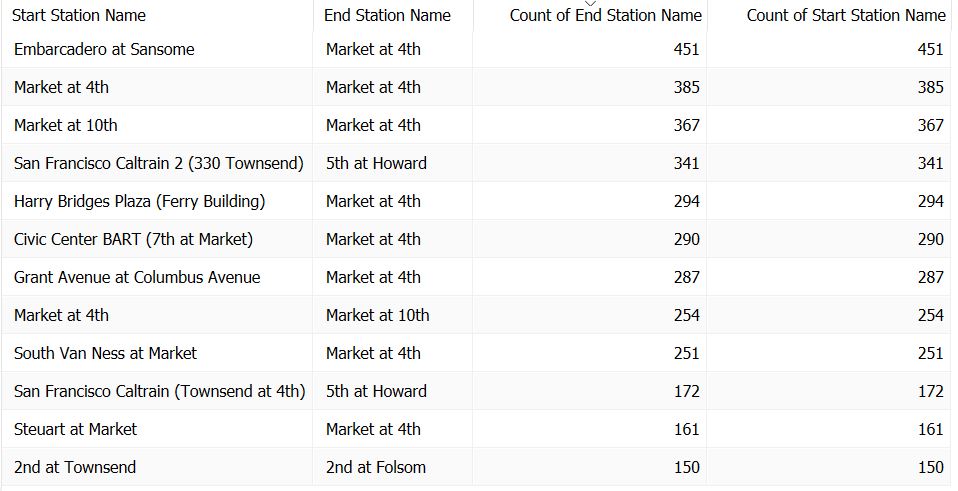 Start Station Name End Station Name Count of End Station Name Count of Start Station Name
Embarcadero at Sansome Market at 4th 451 451
Market at 4th Market at 4th 385 385
Market at 10th Market at 4th 367 367
San Francisco Caltrain 2 (330 Townsend) 5th at Howard 341 341
Harry Bridges Plaza (Ferry Building) Market at 4th 294 294
Civic Center BART (7th at Market) Market at 4th 290 290
Grant Avenue at Columbus Avenue Market at 4th 287 287
Market at 4th Market at 10th 254 254
South Van Ness at Market Market at 4th 251 251
San Francisco Caltrain (Townsend at 4th) 5th at Howard 172 172
Steuart at Market Market at 4th 161 161
2nd at Townsend 2nd at Folsom 150 150